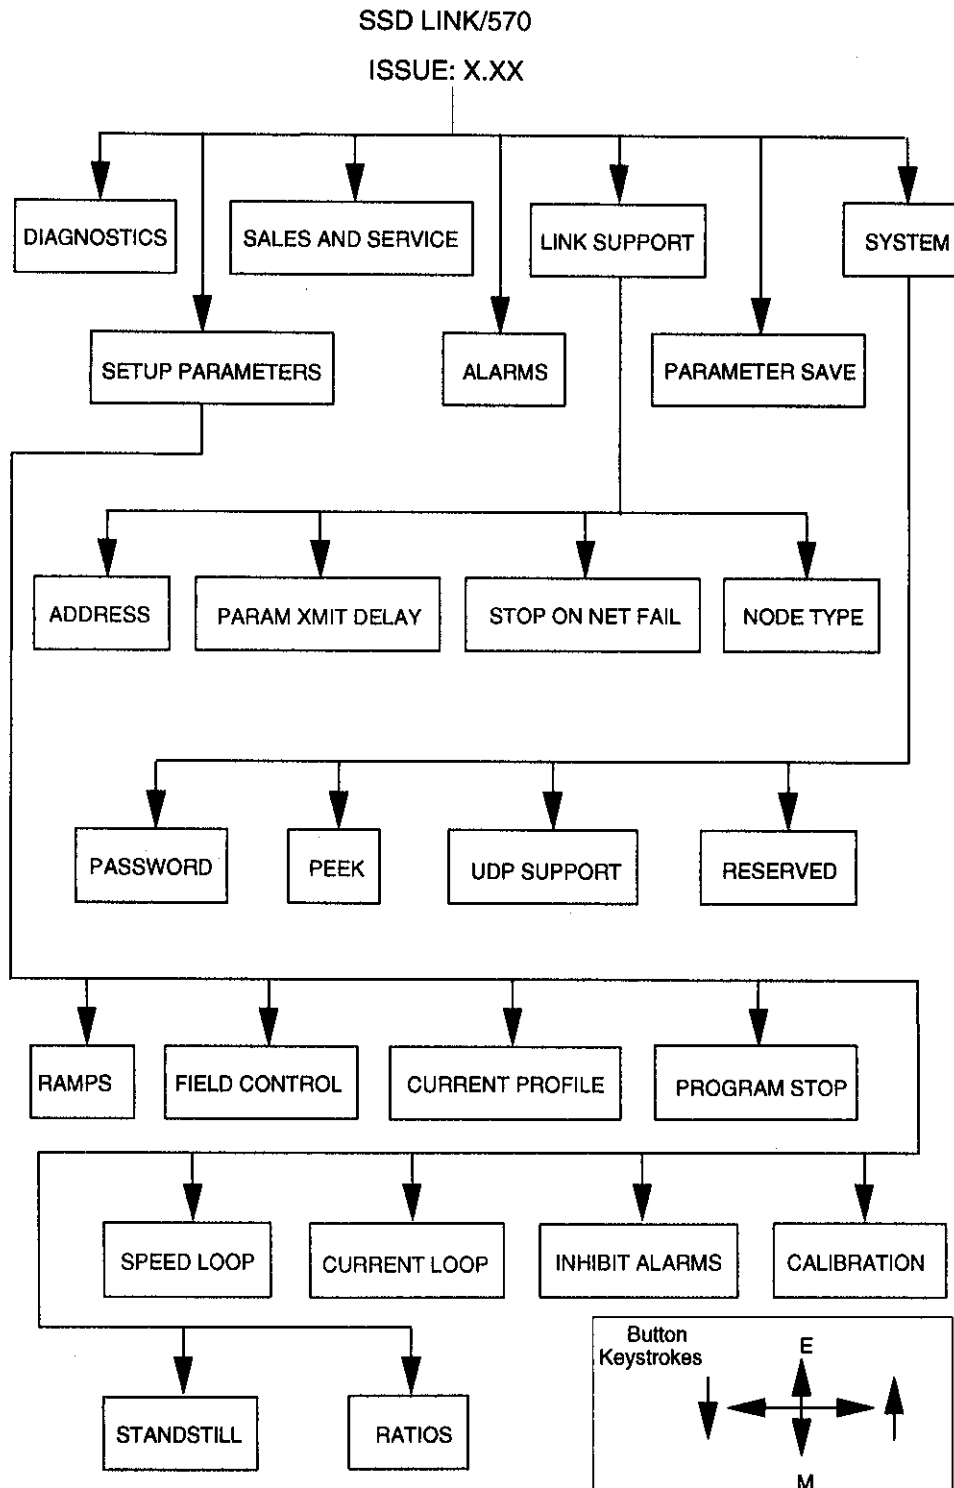 SSD LINK/570
ISSUE: X.XX
DIAGNOSTICS
SALES AND SERVICE
LINK SUPPORT
SYSTEM
SETUP PARAMETERS
ALARMS
PARAMETER SAVE
ADDRESS
PARAM XMIT DELAY
STOP ON NET FAIL
NODE TYPE
PASSWORD
PEEK
UDP SUPPORT
RESERVED
RAMPS
FIELD CONTROL
CURRENT PROFILE
PROGRAM STOP
SPEED LOOP
CURRENT LOOP
INHIBIT ALARMS
CALIBRATION
STANDSTILL
RATIOS
Button
Keystrokes
E
M